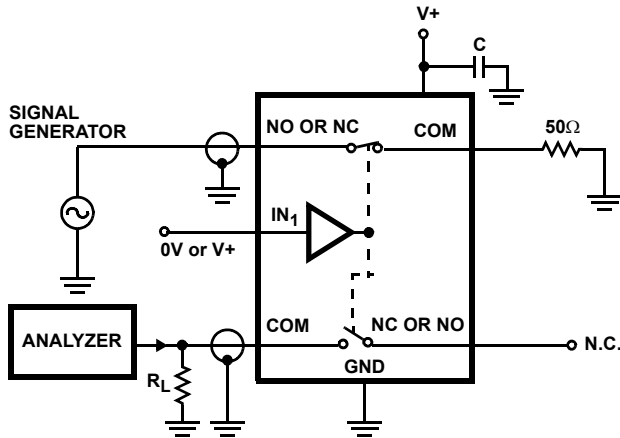 V+
C
SIGNAL
GENERATOR
NO OR NC
COM
50Ω
IN1
0V or V+
COM
NC OR NO
ANALYZER
N.C.
GND
RL